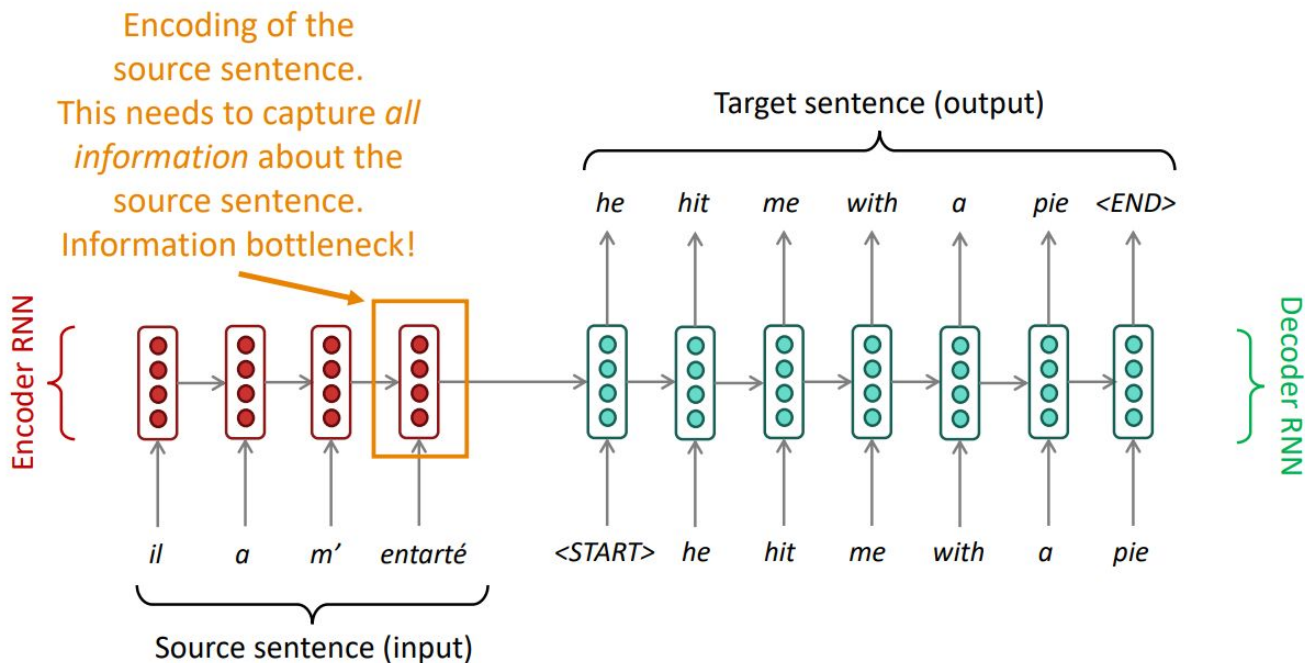 Encoding of the
source sentence.
This needs to capture all
information about the
source sentence.
Information bottleneck!
Target sentence (output)
he hit me with a pie <END>
Encoder RNN
Decoder RNN
il a m’ entarté
<START> he hit me with a pie
Source sentence (input)